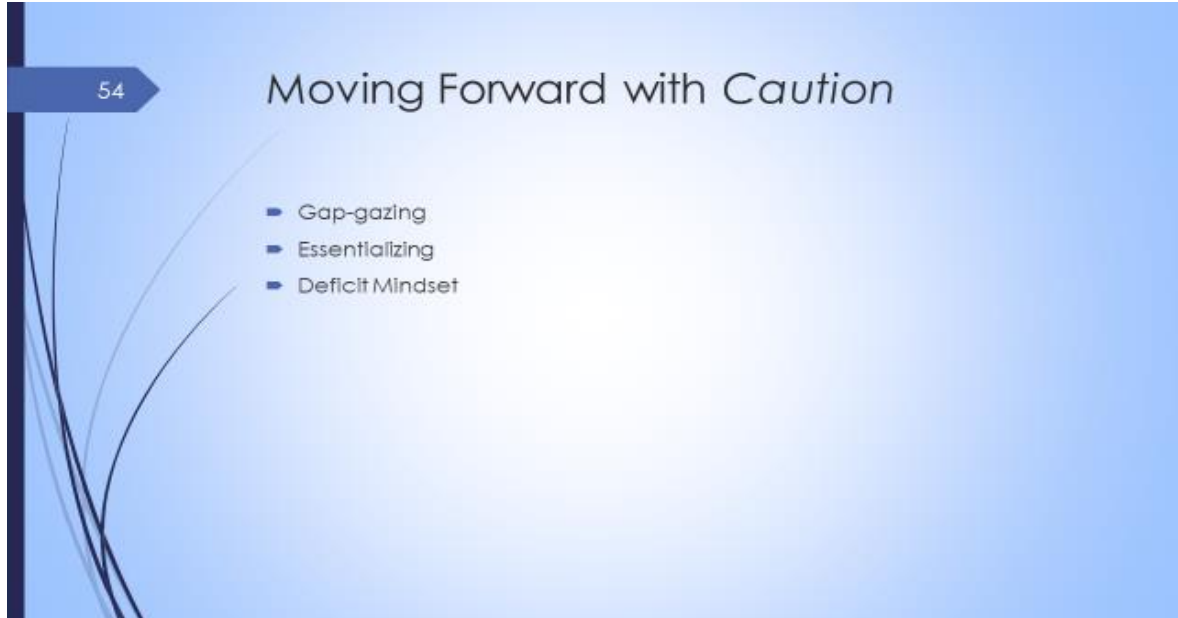 54
Moving Forward with Caution
Gap-gazing
Essentializing
Deficit Mindset